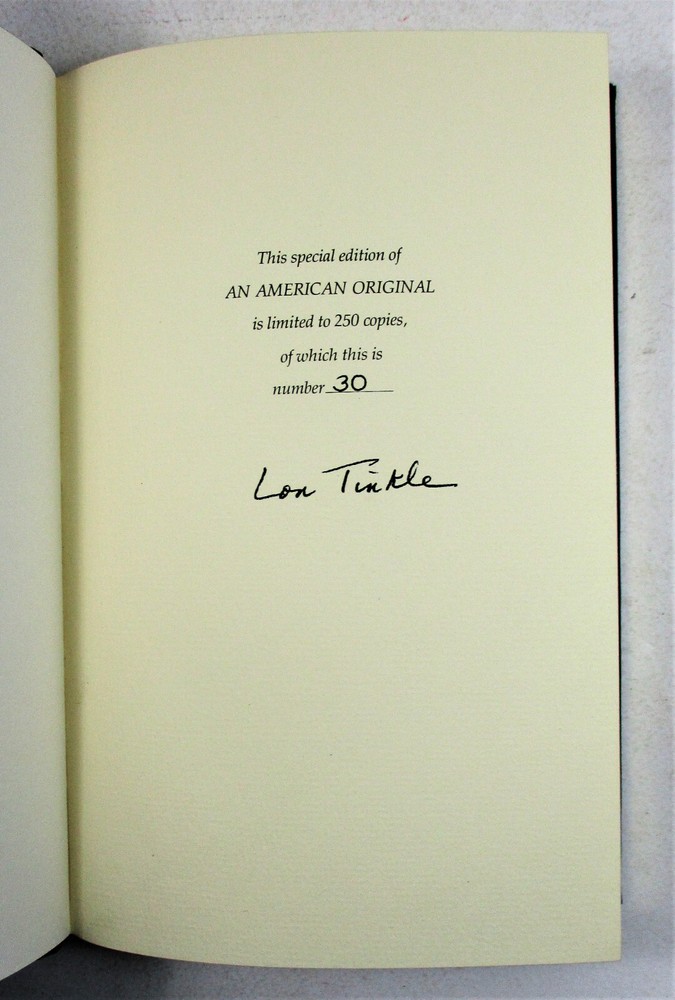 This special edition of
AN AMERICAN ORIGINAL
is limited to 250 copies,
of which this is
number 30
Lon Tinkle